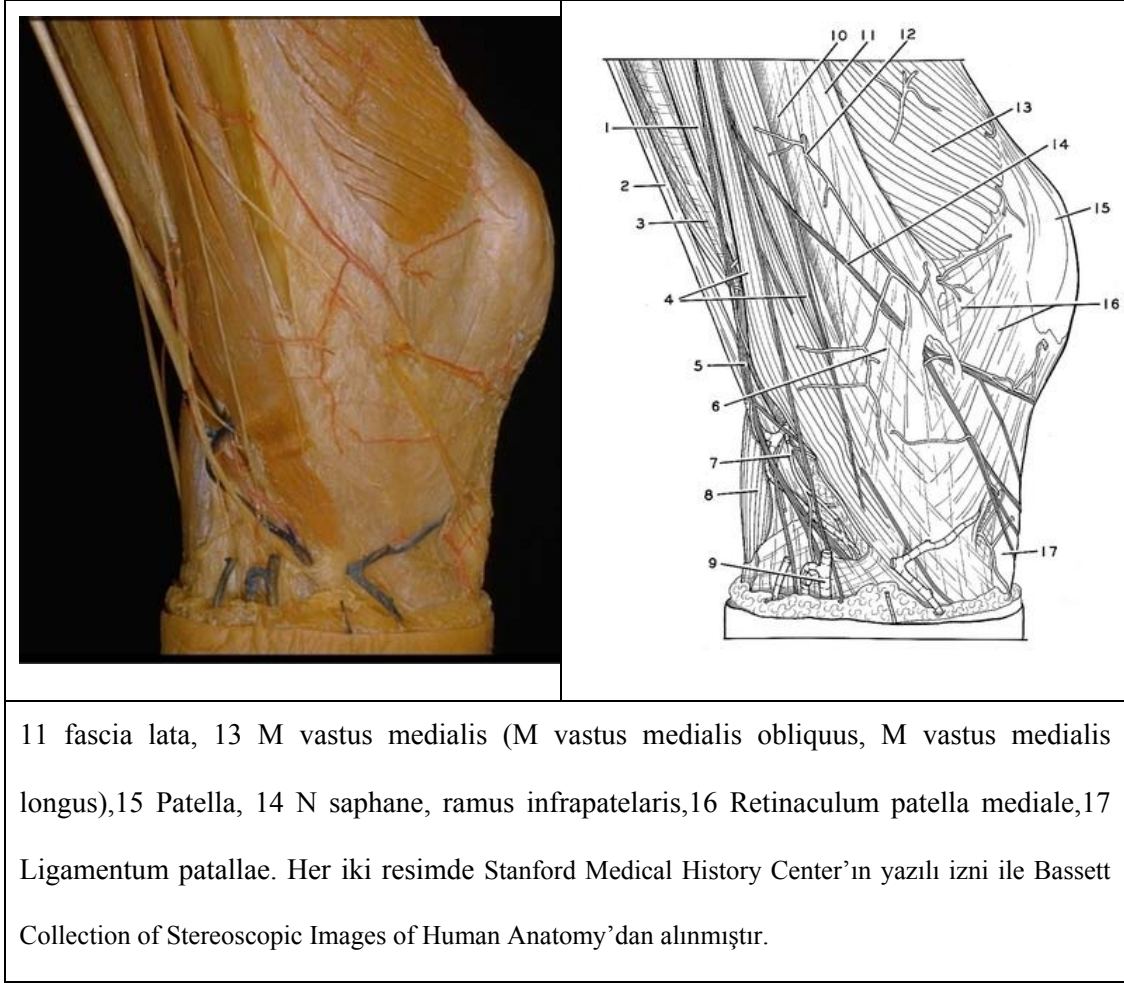 10 11 12
13
1
14
2
15
3
4
16
5
6
7
8
17
9
11 fascia lata, 13 M vastus medialis (M vastus medialis obliquus, M vastus medialis
longus),15 Patella, 14 N saphane, ramus infrapatelaris,16 Retinaculum patella mediale,17
Ligamentum patallae. Her iki resimde Stanford Medical History Center’ın yazılı izni ile Bassett
Collection of Stereoscopic Images of Human Anatomy’dan alınmıştır.